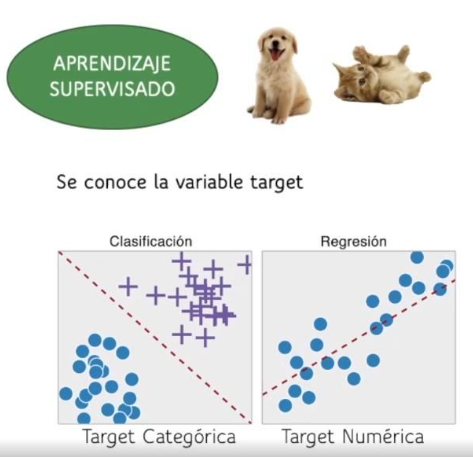 APRENDIZAJE
SUPERVISADO
Se conoce la variable target
Clasificación
Regresión
Target Categórica
Target Numérica